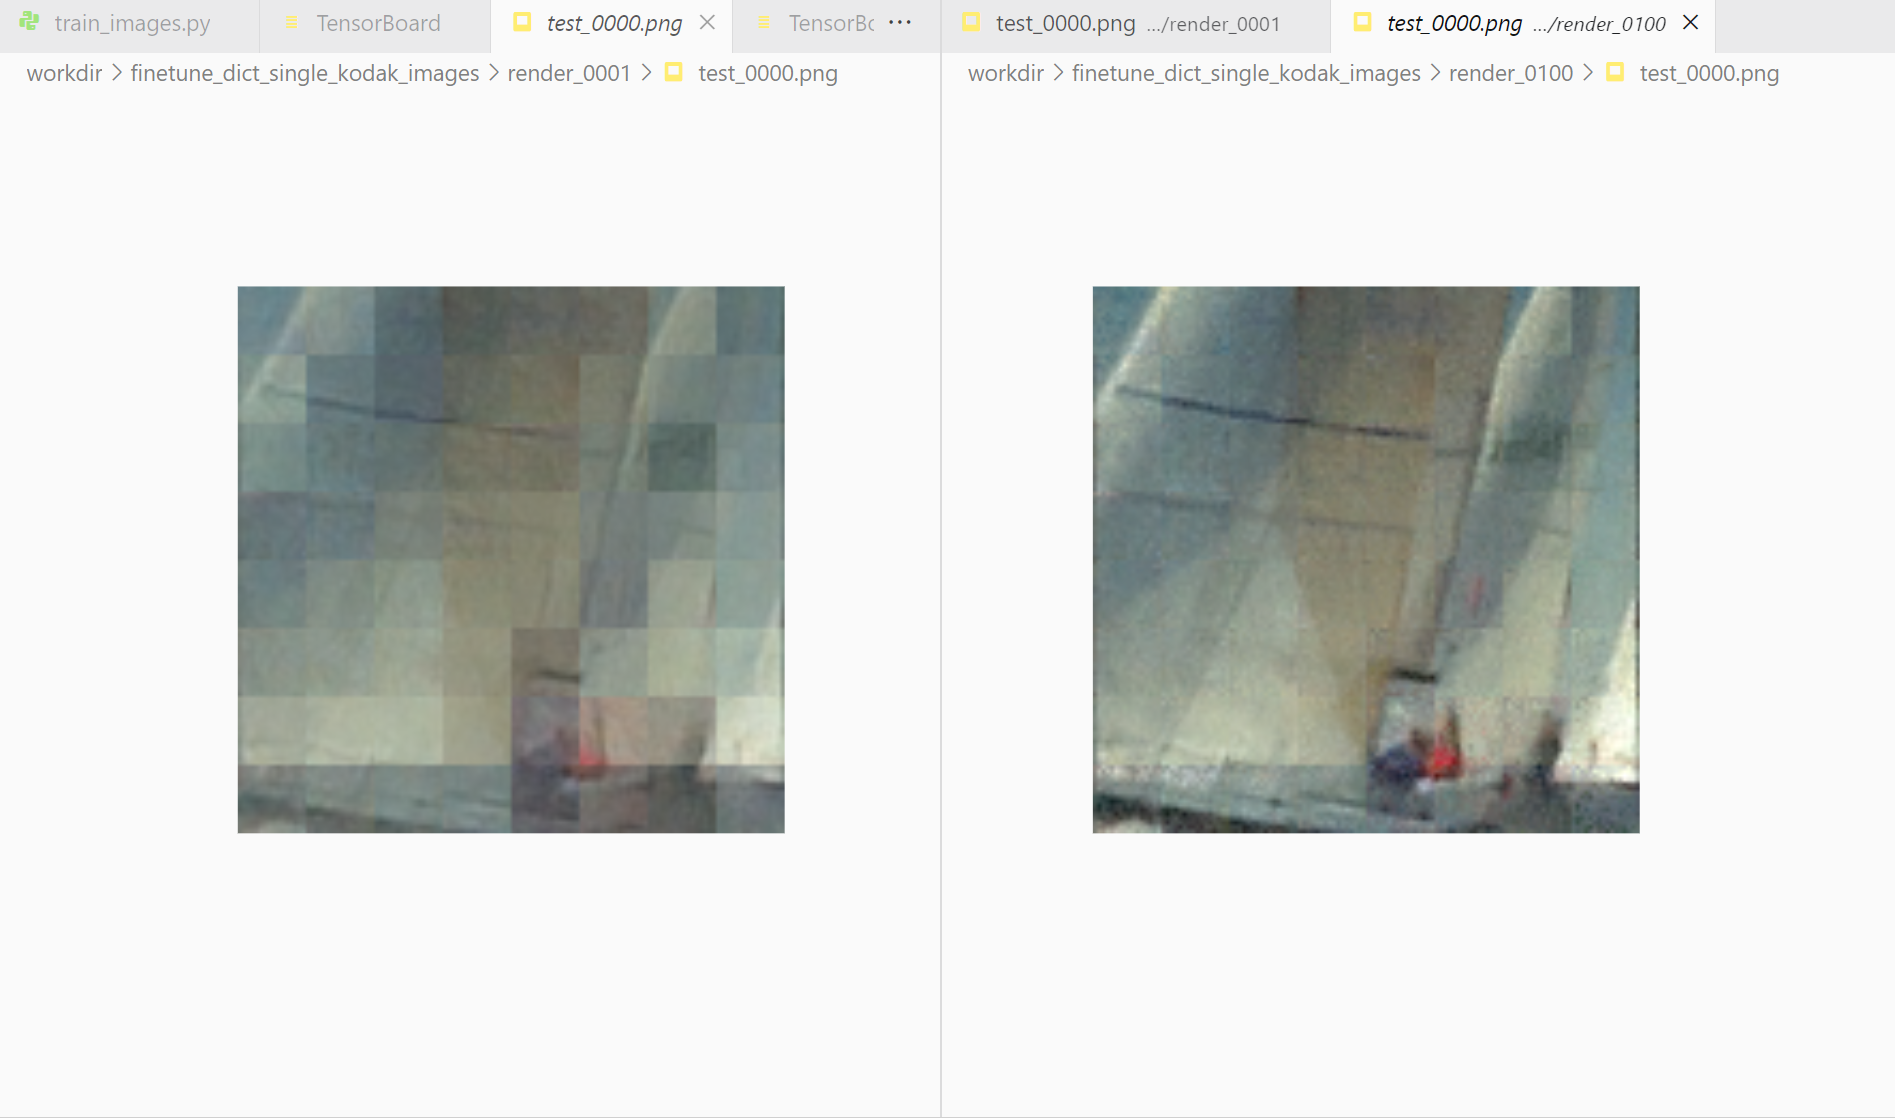 train_images.py TensorBoard test_0000.png TensorBc ···
workdir > finetune_dict_single_kodak_images > render_0001 > test_0000.png
test_0000.png .../render_0001 test_0000.png .../render_0100
workdir > finetune_dict_single_kodak_images > render_0100 > test_0000.png